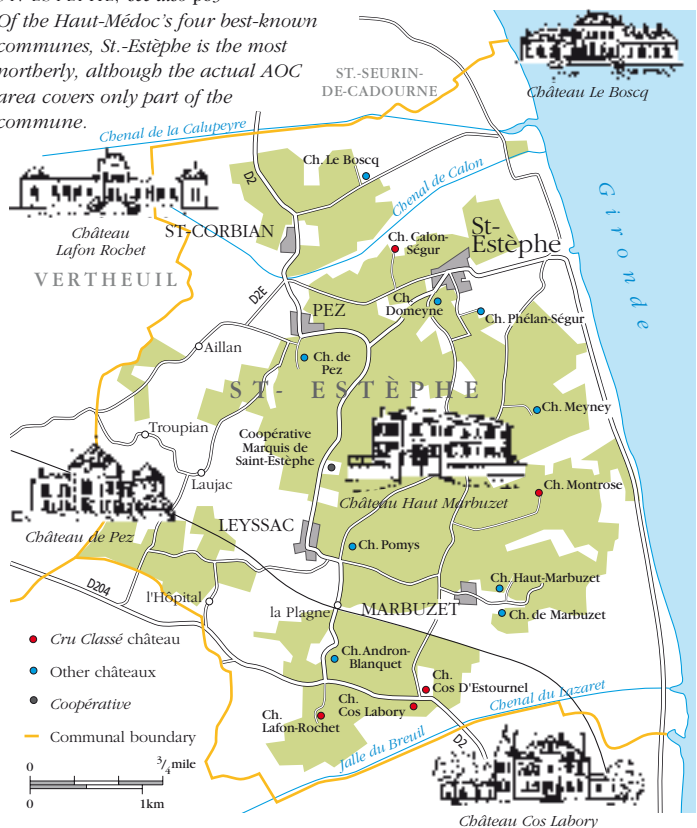 Of the Haut-Médoc's four best-known
communes, St.-Estèphe is the most
northerly, although the actual AOC
area covers only part of the
commune.
ST.-SEURIN-
DE-CADOURNE
Château Le Boscq
Chenal de la Calupeyre
Ch. Le Boscq
D2
Chenal de Calon
Château
Lafon Rochet
ST-CORBIAN
Ch. Calon-
Ségur
St-
Estèphe
Gironde
VERTHEUIL
D2E
PEZ
Ch.
Domeyne
Ch. Phélan-Ségur
Aillan
Ch. de
Pez
ST- ESTÈPHE
Ch. Meyney
Troupian
Coopérative
Marquis de
Saint-Estèphe
Laujac
Ch. Montrose
Château Haut Marbuzet
Château de Pez
LEYSSAC
Ch. Pomys
Ch. Haut-Marbuzet
D204
l'Hôpital
la Plagne
MARBUZET
Ch. de Marbuzet
Cru Classé château
Other châteaux
Coopérative
Communal boundary
Ch. Andron-
Blanquet
Ch.
Cos D'Estournel
Ch.
Cos Labory
Chenal du Lazaret
Ch.
Lafon-Rochet
D2
Jalle du Breuil
0 3/4 mile
0 1km
Château Cos Labory